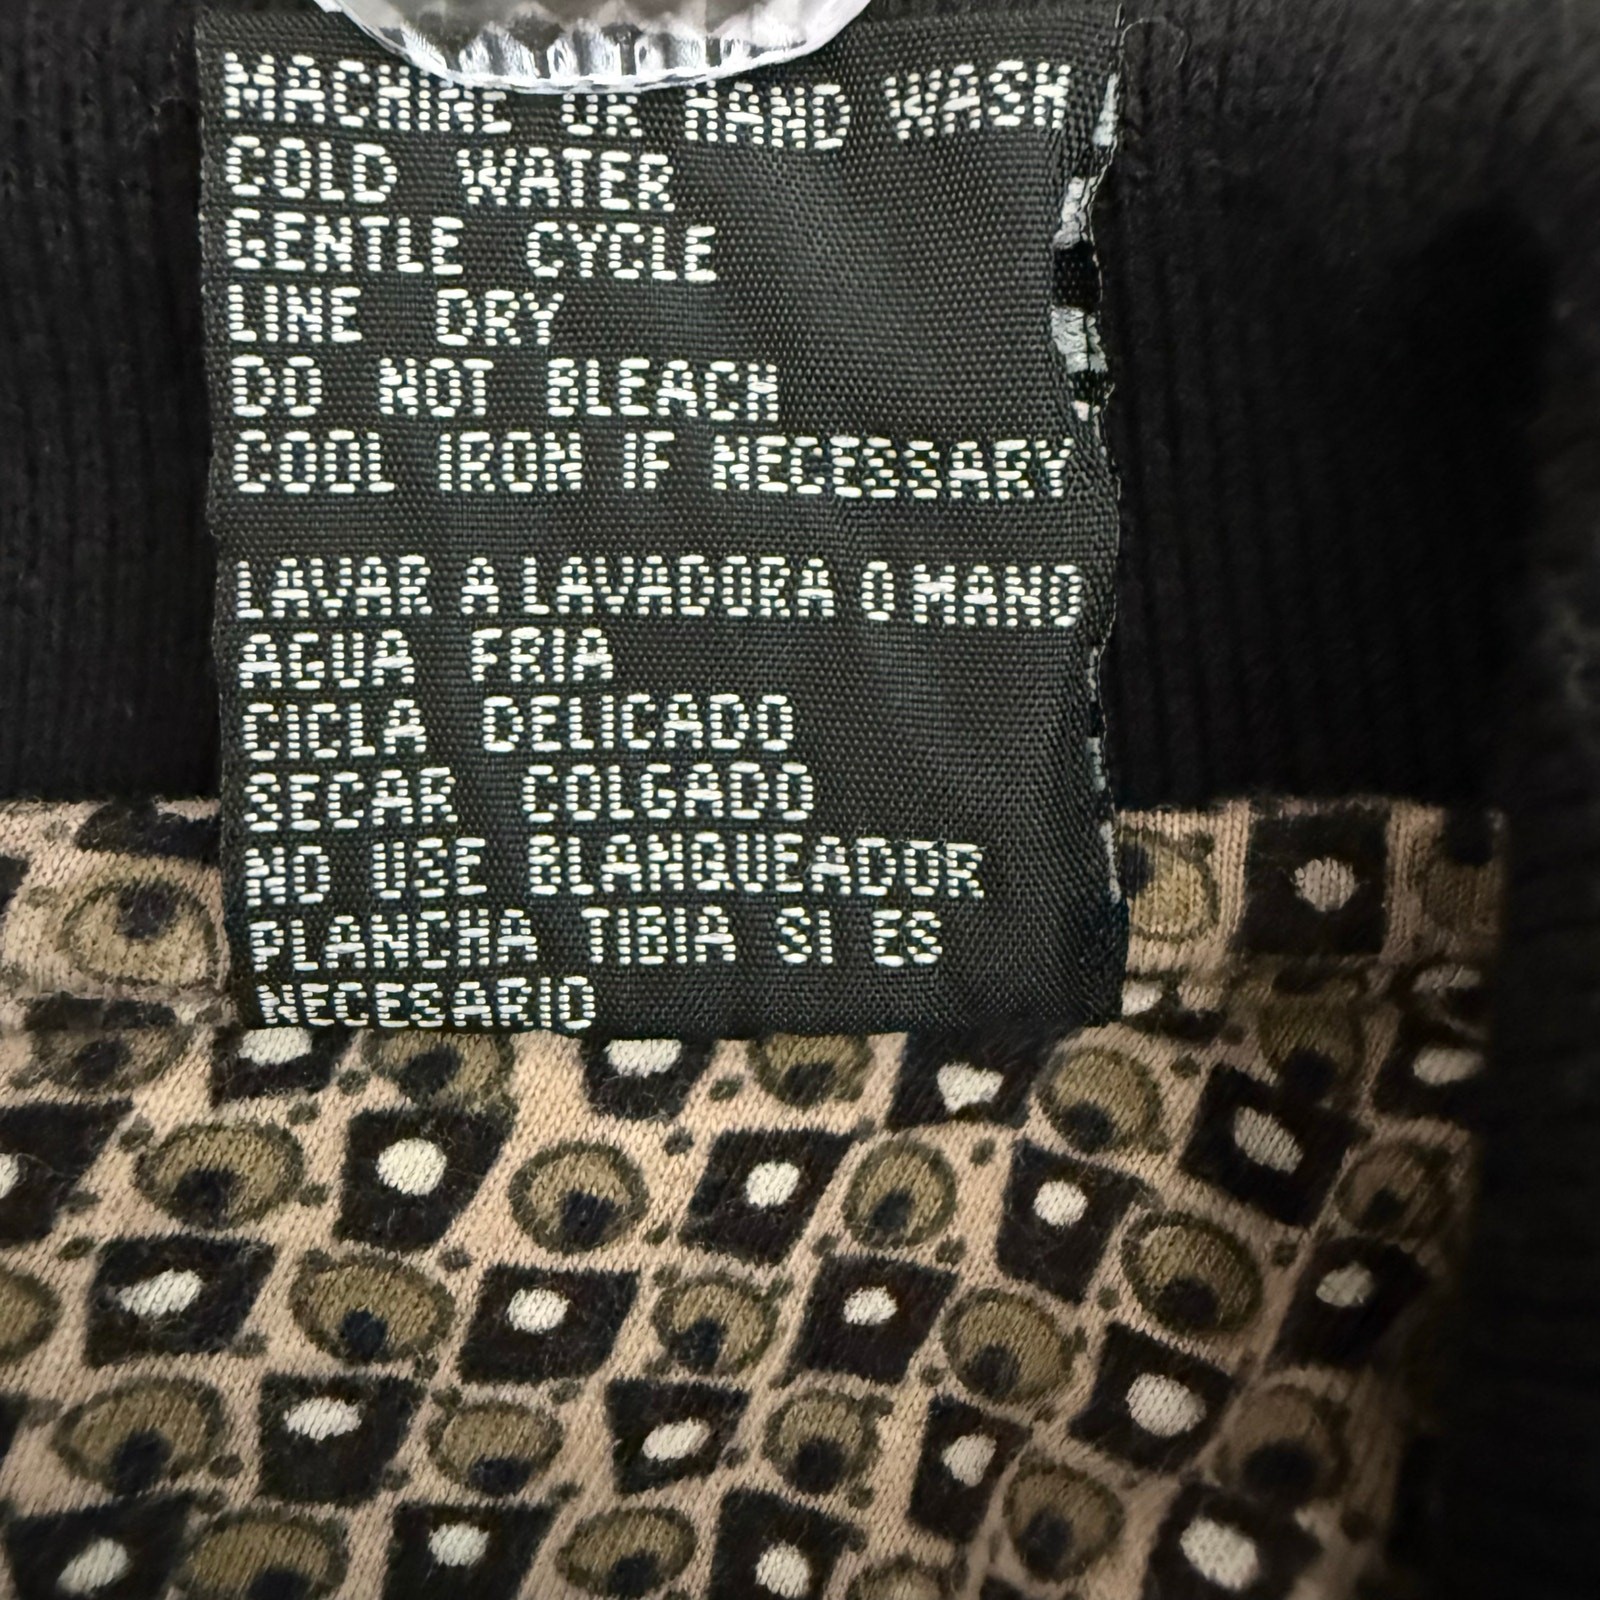 MACHINE OR HAND WASH
COLD WATER
GENTLE CYCLE
LINE DRY
DO NOT BLEACH
COOL IRON IF NECESSARY
LAVAR A LAVADORA O MANO
AGUA FRIA
CICLA DELICADO
SECAR COLGADO
NO USE BLANQUEADOR
PLANCHA TIBIA SI ES
NECESARIO